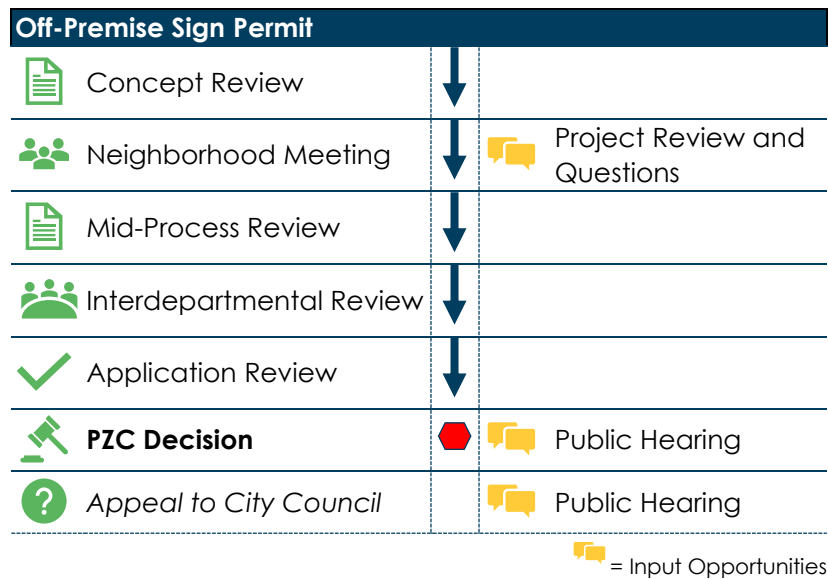 Off-Premise Sign Permit
Concept Review
Neighborhood Meeting
Project Review and
Questions
Mid-Process Review
Interdepartmental Review
Application Review
PZC Decision
Public Hearing
?
Appeal to City Council
Public Hearing
= Input Opportunities